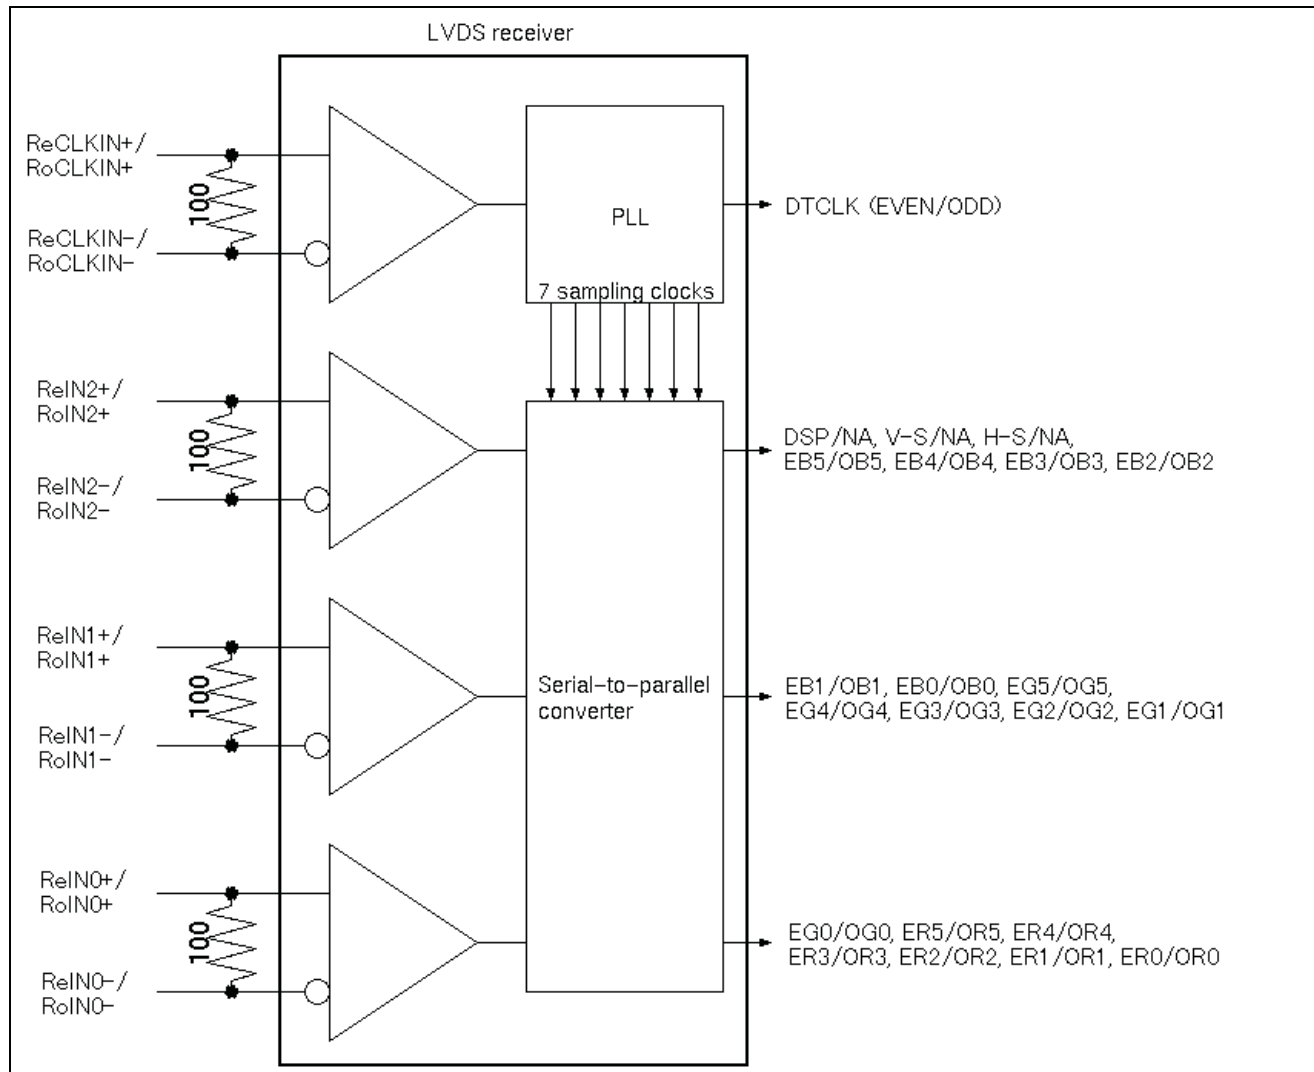 LVDS receiver
ReCLKIN+/
RoCLKIN+
100
ReCLKIN-/
RoCLKIN-
PLL
7 sampling clocks
DTCLK (EVEN/ODD)
ReIN2+/
RoIN2+
100
ReIN2-/
RoIN2-
DSP/NA, V-S/NA, H-S/NA,
EB5/OB5, EB4/OB4, EB3/OB3, EB2/OB2
ReIN1+/
RoIN1+
100
ReIN1-/
RoIN1-
Serial-to-parallel
converter
EB1/OB1, EB0/OB0, EG5/OG5,
EG4/OG4, EG3/OG3, EG2/OG2, EG1/OG1
ReIN0+/
RoIN0+
100
ReIN0-/
RoIN0-
EG0/OG0, ER5/OR5, ER4/OR4,
ER3/OR3, ER2/OR2, ER1/OR1, ER0/OR0